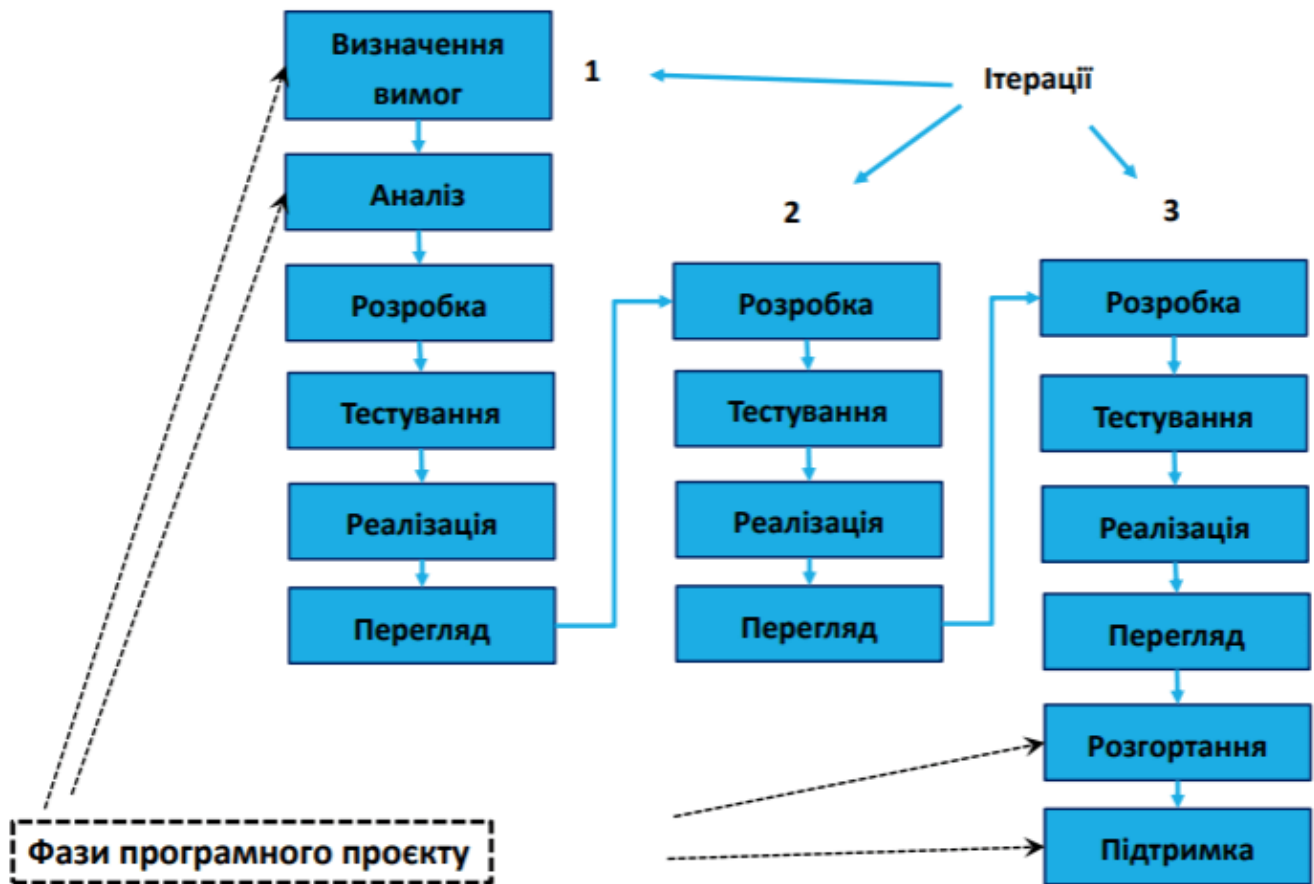 Визначення
вимог
1
Ітерації
Аналіз
2
3
Розробка
Тестування
Реалізація
Перегляд
Розробка
Тестування
Реалізація
Перегляд
Розробка
Тестування
Реалізація
Перегляд
Розгортання
Підтримка
Фази програмного проєкту